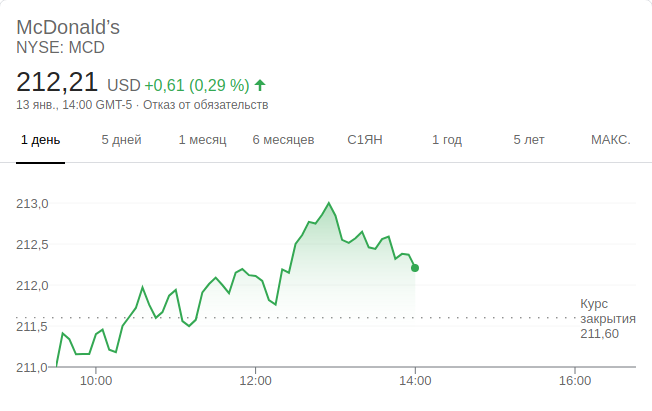 McDonald’s
NYSE: MCD
212,21 USD +0,61 (0,29 %)
13 янв., 14:00 GMT-5 · Отказ от обязательств
1 день 5 дней 1 месяц 6 месяцев С1ЯН 1 год 5 лет МАКС.
213,0
212,5
212,0
211,5
211,0
Курс
закрытия
211,60
10:00 12:00 14:00 16:00